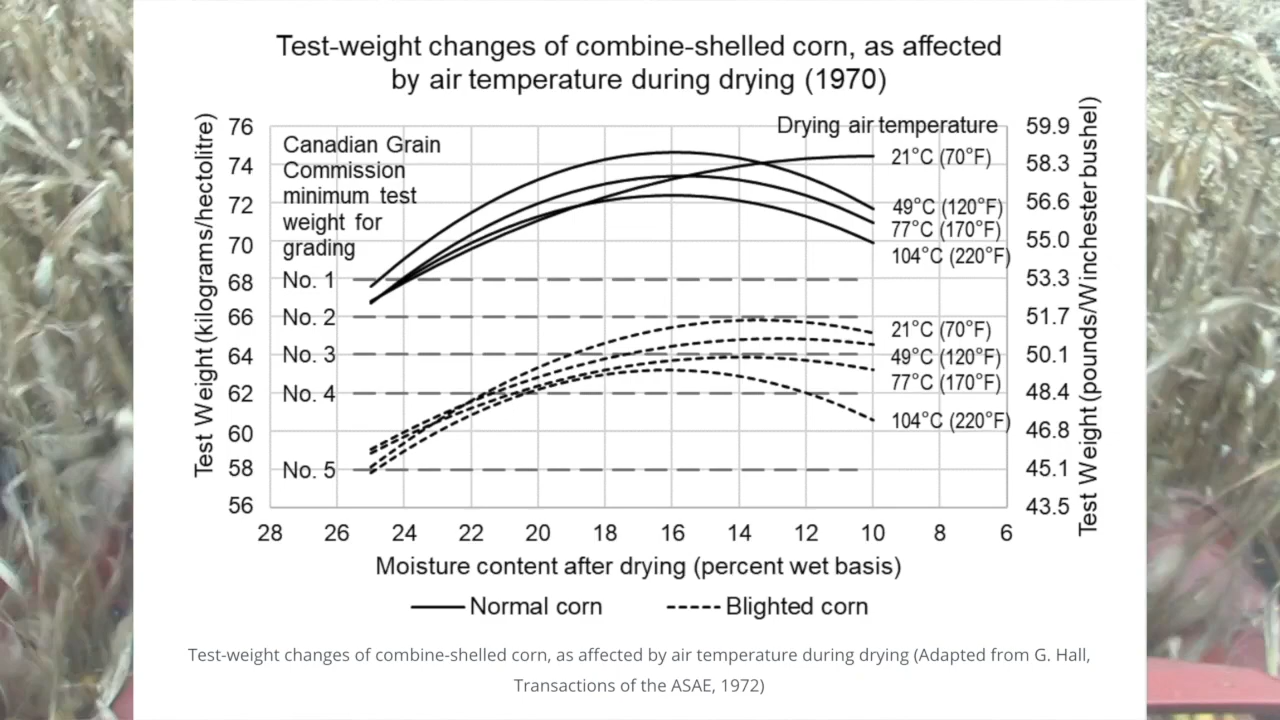 Test-weight changes of combine-shelled corn, as affected
by air temperature during drying (1970)
Test Weight (kilograms/hectolitre)
76
74
72
70
68
66
64
62
60
58
56
Canadian Grain
Commission
minimum test
weight for
grading
No. 1
No. 2
No. 3
No. 4
No. 5
Drying air temperature
21°C (70°F)
49°C (120°F)
77°C (170°F)
104°C (220°F)
21°C (70°F)
49°C (120°F)
77°C (170°F)
104°C (220°F)
59.9
58.3
56.6
55.0
53.3
51.7
50.1
48.4
46.8
45.1
43.5
Test Weight (pounds/Winchester bushel)
28 26 24 22 20 18 16 14 12 10 8 6
Moisture content after drying (percent wet basis)
Normal corn Blighted corn
Test-weight changes of combine-shelled corn, as affected by air temperature during drying (Adapted from G. Hall,
Transactions of the ASAE, 1972)